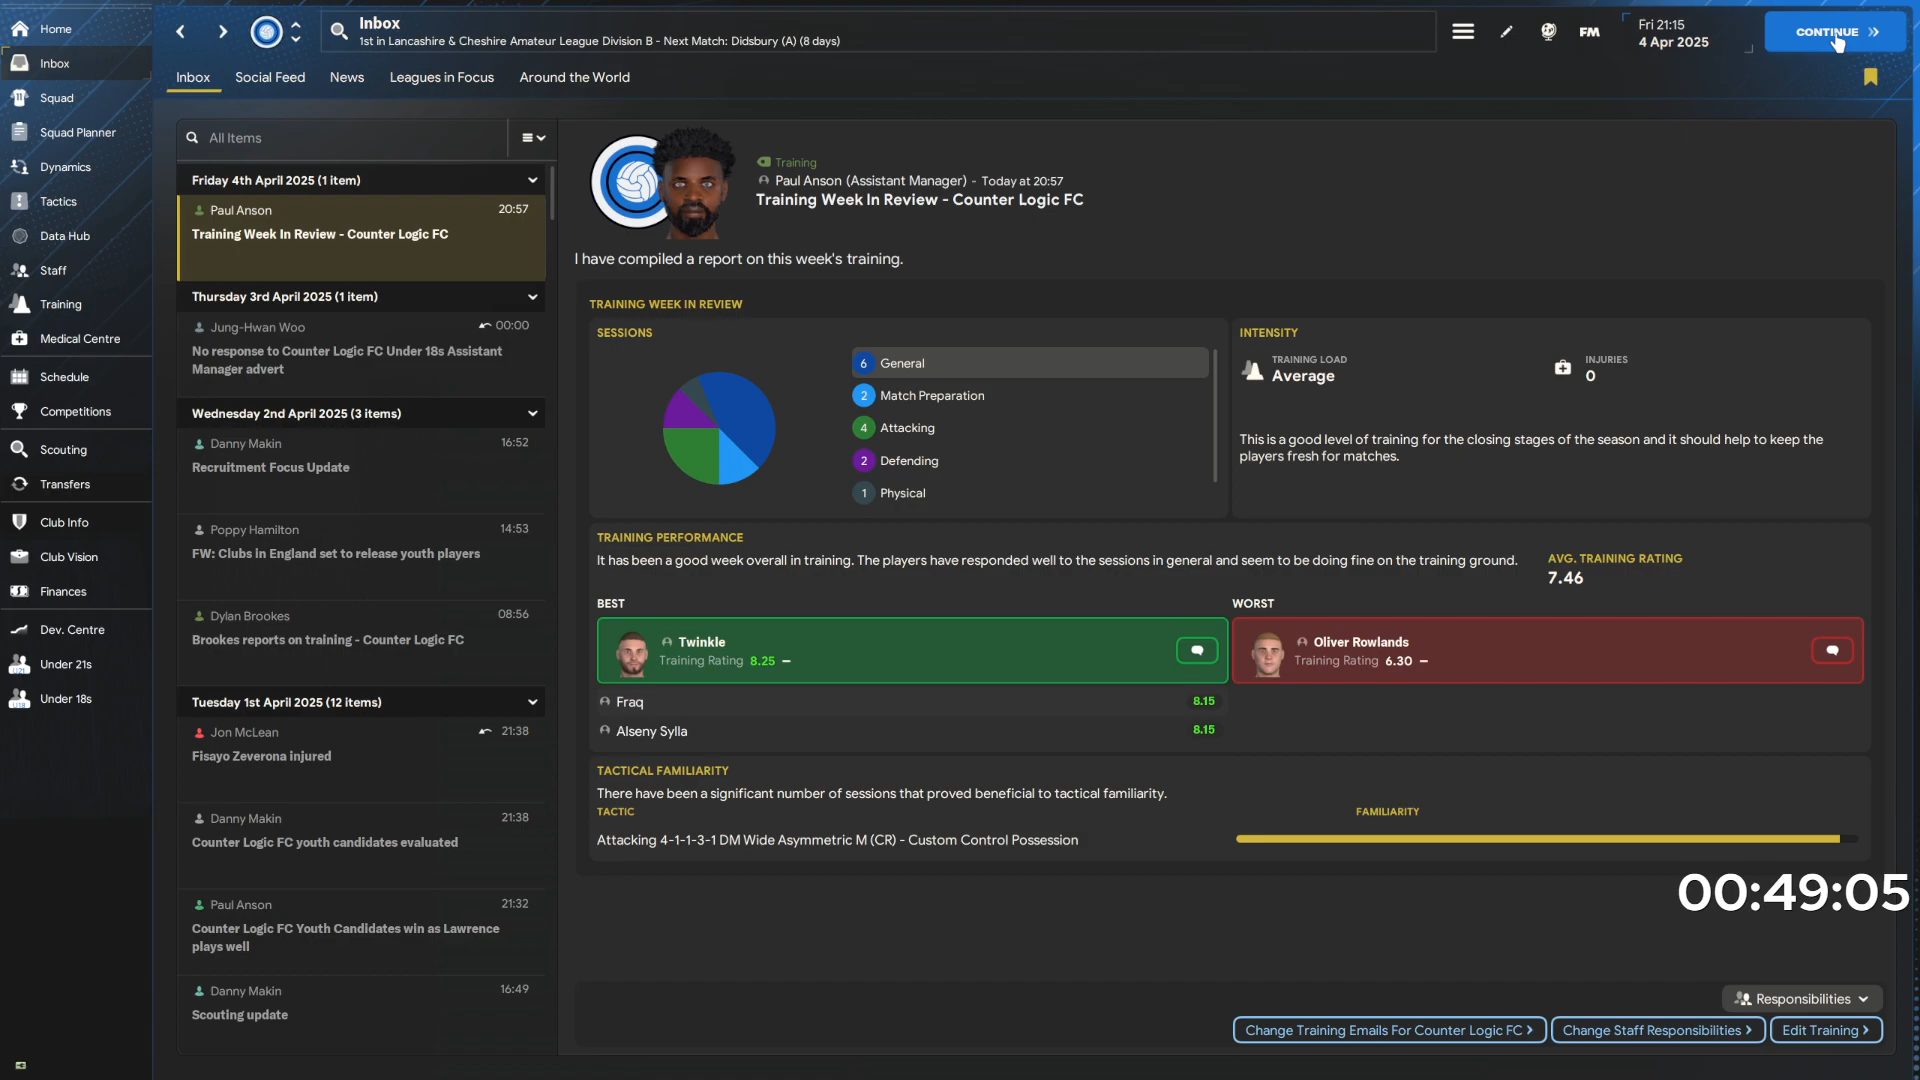 Home
Inbox
Squad
Squad Planner
Dynamics
Tactics
Data Hub
Staff
Training
Medical Centre
Schedule
Competitions
Scouting
Transfers
Club Info
Club Vision
Finances
Dev. Centre
Under 21s
Under 18s
Inbox
1st in Lancashire & Cheshire Amateur League Division B - Next Match: Didsbury (A) (8 days)
FM
Fri 21:15
4 Apr 2025
CONTINUE
Inbox
Social Feed
News
Leagues in Focus
Around the World
All Items
Friday 4th April 2025 (1 item)
Paul Anson 20:57
Training Week In Review - Counter Logic FC
Thursday 3rd April 2025 (1 item)
Jung-Hwan Woo 00:00
No response to Counter Logic FC Under 18s Assistant
Manager advert
Wednesday 2nd April 2025 (3 items)
Danny Makin 16:52
Recruitment Focus Update
Poppy Hamilton 14:53
FW: Clubs in England set to release youth players
Dylan Brookes 08:56
Brookes reports on training - Counter Logic FC
Tuesday 1st April 2025 (12 items)
Jon McLean 21:38
Fisayo Zeverona injured
Danny Makin 21:38
Counter Logic FC youth candidates evaluated
Paul Anson 21:32
Counter Logic FC Youth Candidates win as Lawrence
plays well
Danny Makin 16:49
Scouting update
Training
Paul Anson (Assistant Manager) - Today at 20:57
Training Week In Review - Counter Logic FC
I have compiled a report on this week's training.
TRAINING WEEK IN REVIEW
SESSIONS
6 General
2 Match Preparation
4 Attacking
2 Defending
1 Physical
INTENSITY
TRAINING LOAD
Average
INJURIES
0
This is a good level of training for the closing stages of the season and it should help to keep the
players fresh for matches.
TRAINING PERFORMANCE
It has been a good week overall in training. The players have responded well to the sessions in general and seem to be doing fine on the training ground.
AVG. TRAINING RATING
7.46
BEST
Twinkle
Training Rating 8.25 –
Fraq 8.15
Alseny Sylla 8.15
WORST
Oliver Rowlands
Training Rating 6.30 –
TACTICAL FAMILIARITY
There have been a significant number of sessions that proved beneficial to tactical familiarity.
TACTIC FAMILIARITY
Attacking 4-1-1-3-1 DM Wide Asymmetric M (CR) - Custom Control Possession
00:49:05
Responsibilities
Change Training Emails For Counter Logic FC >
Change Staff Responsibilities >
Edit Training >